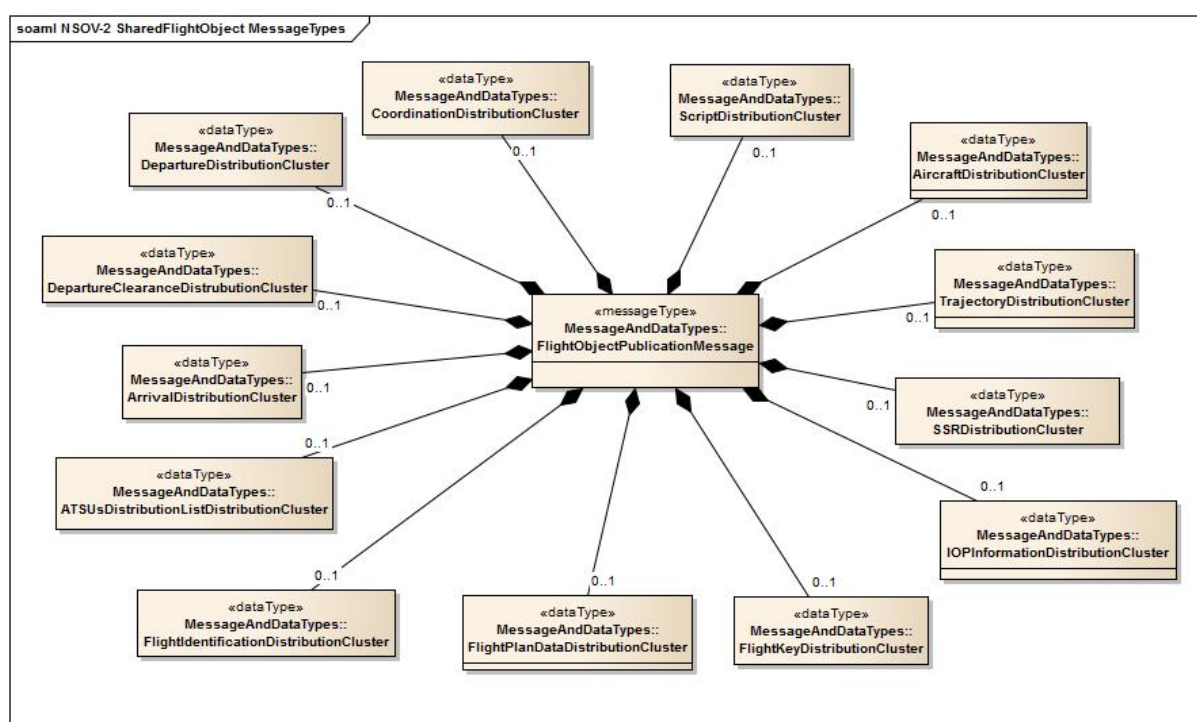 soaml NSOV-2 SharedFlightObject MessageTypes
«dataType»
MessageAndDataTypes::
CoordinationDistributionCluster
0..1
«dataType»
MessageAndDataTypes::
ScriptDistributionCluster
0..1
«dataType»
MessageAndDataTypes::
DepartureDistributionCluster
0..1
«dataType»
MessageAndDataTypes::
AircraftDistributionCluster
0..1
«dataType»
MessageAndDataTypes::
DepartureClearanceDistrubutionCluster
0..1
«dataType»
MessageAndDataTypes::
TrajectoryDistributionCluster
0..1
«messageType»
MessageAndDataTypes::
FlightObjectPublicationMessage
«dataType»
MessageAndDataTypes::
ArrivalDistributionCluster
0..1
«dataType»
MessageAndDataTypes::
SSRDistributionCluster
0..1
«dataType»
MessageAndDataTypes::
ATSUsDistributionListDistributionCluster
0..1
«dataType»
MessageAndDataTypes::
IOPInformationDistributionCluster
0..1
«dataType»
MessageAndDataTypes::
FlightIdentificationDistributionCluster
0..1
«dataType»
MessageAndDataTypes::
FlightPlanDataDistributionCluster
0..1
«dataType»
MessageAndDataTypes::
FlightKeyDistributionCluster
0..1